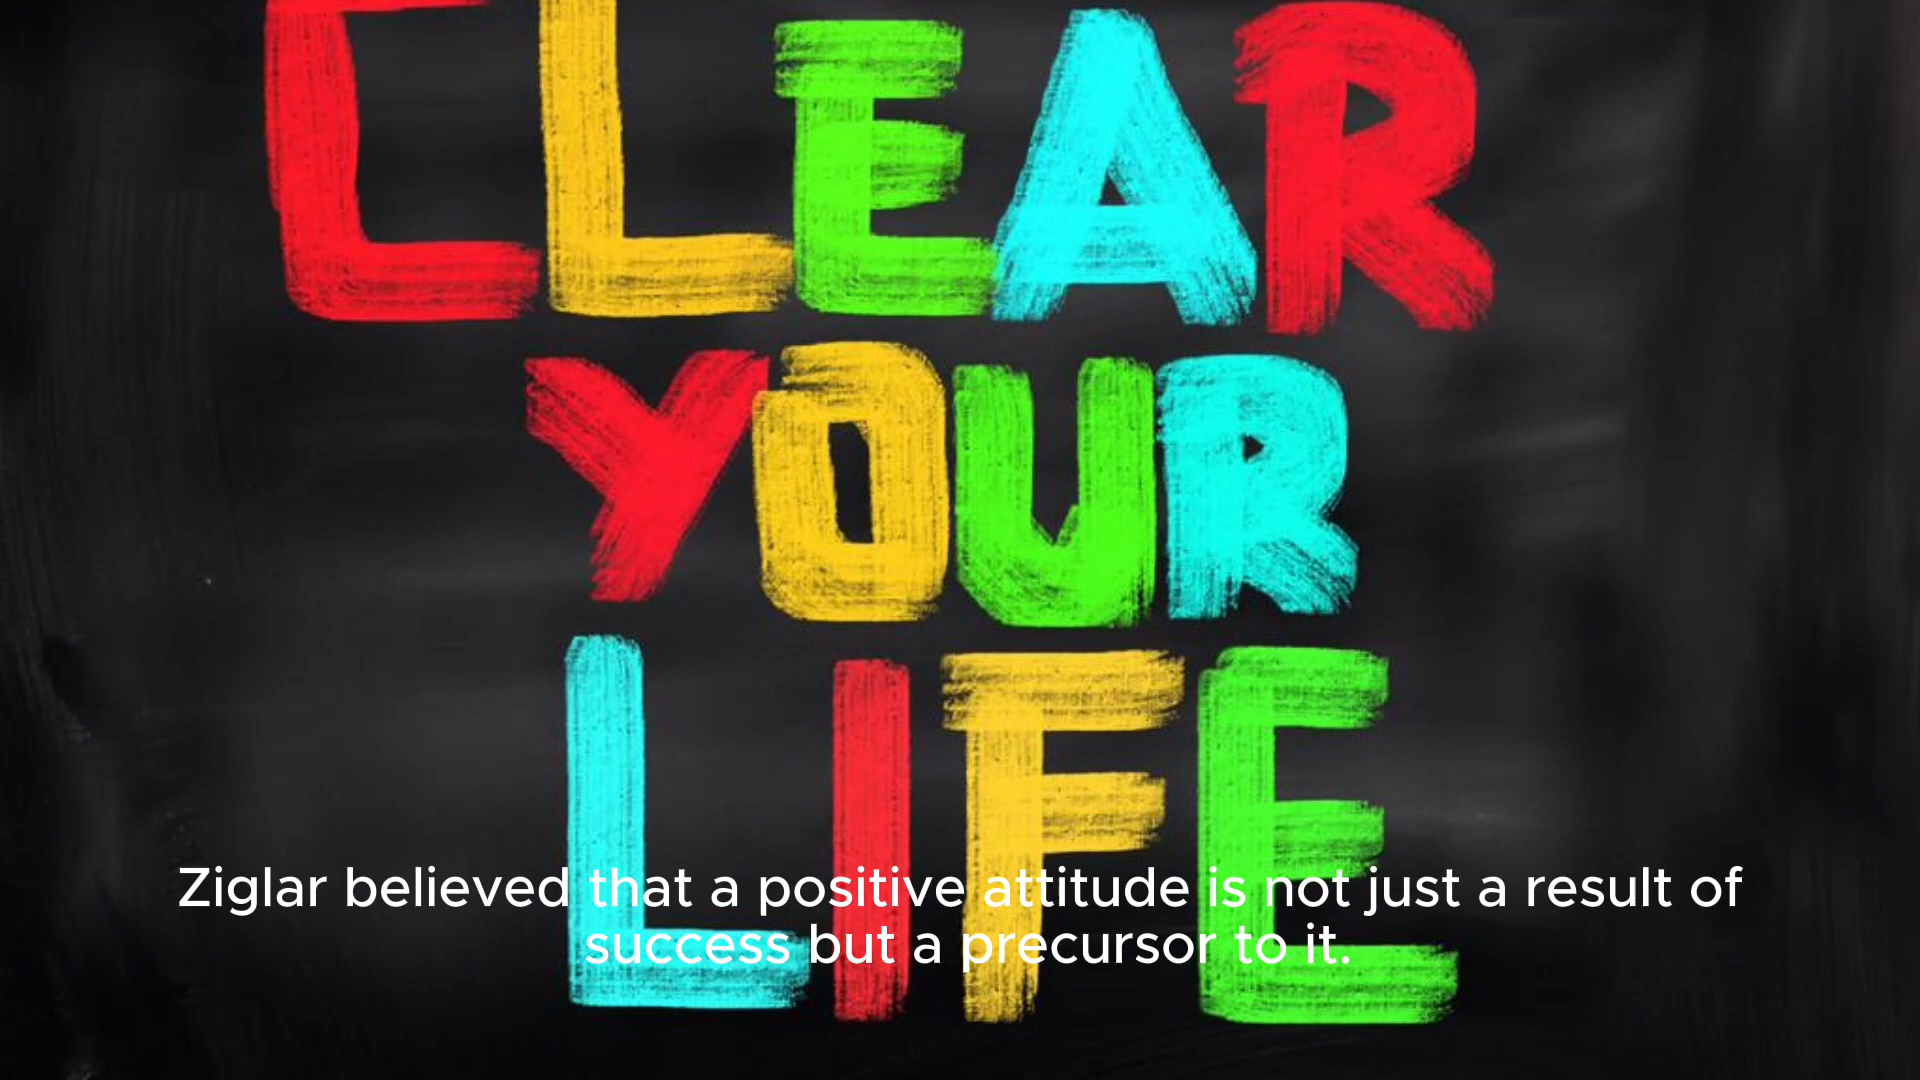 CLEAR
YOUR
LIFE
Ziglar believed that a positive attitude is not just a result of
success but a precursor to it.